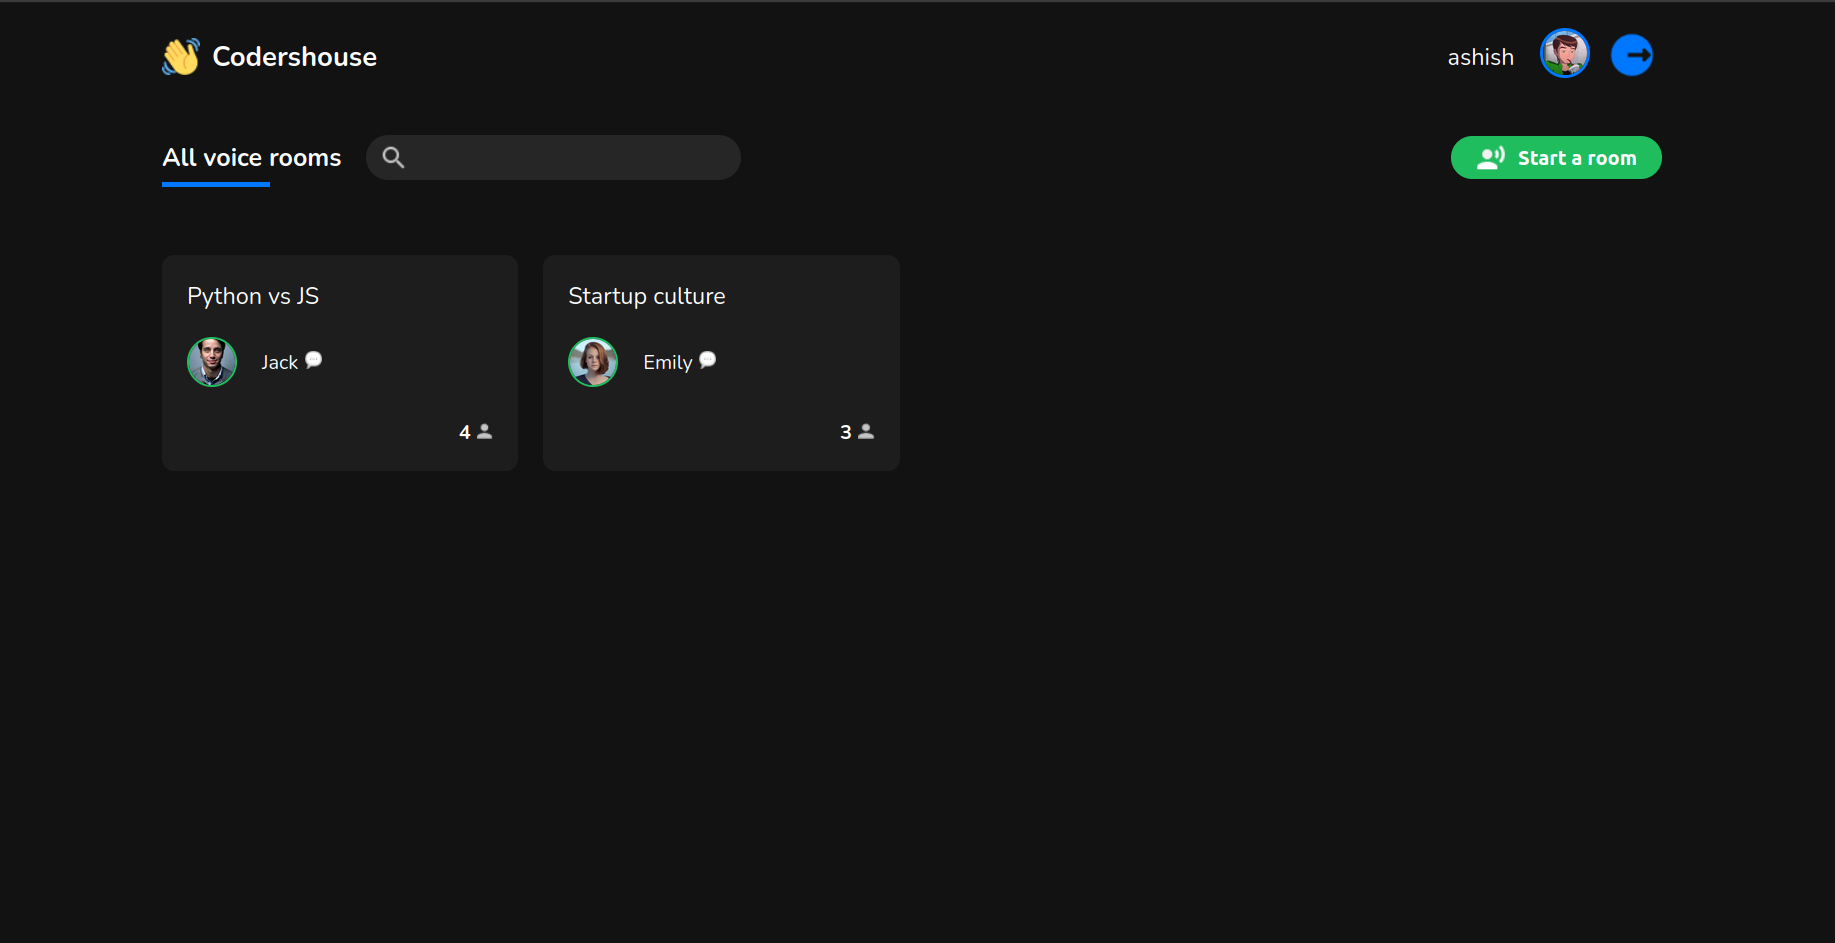 Codershouse
ashish
All voice rooms
Start a room
Python vs JS
Jack
4
Startup culture
Emily
3